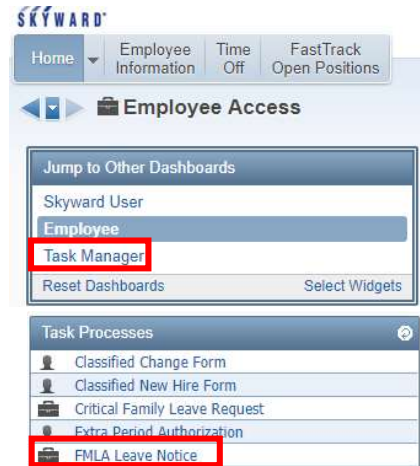 SKYWARD
Home Employee Information Time Off FastTrack Open Positions
Employee Access
Jump to Other Dashboards
Skyward User
Employee
Task Manager
Reset Dashboards Select Widgets
Task Processes
Classified Change Form
Classified New Hire Form
Critical Family Leave Request
Extra Period Authorization
FMLA Leave Notice